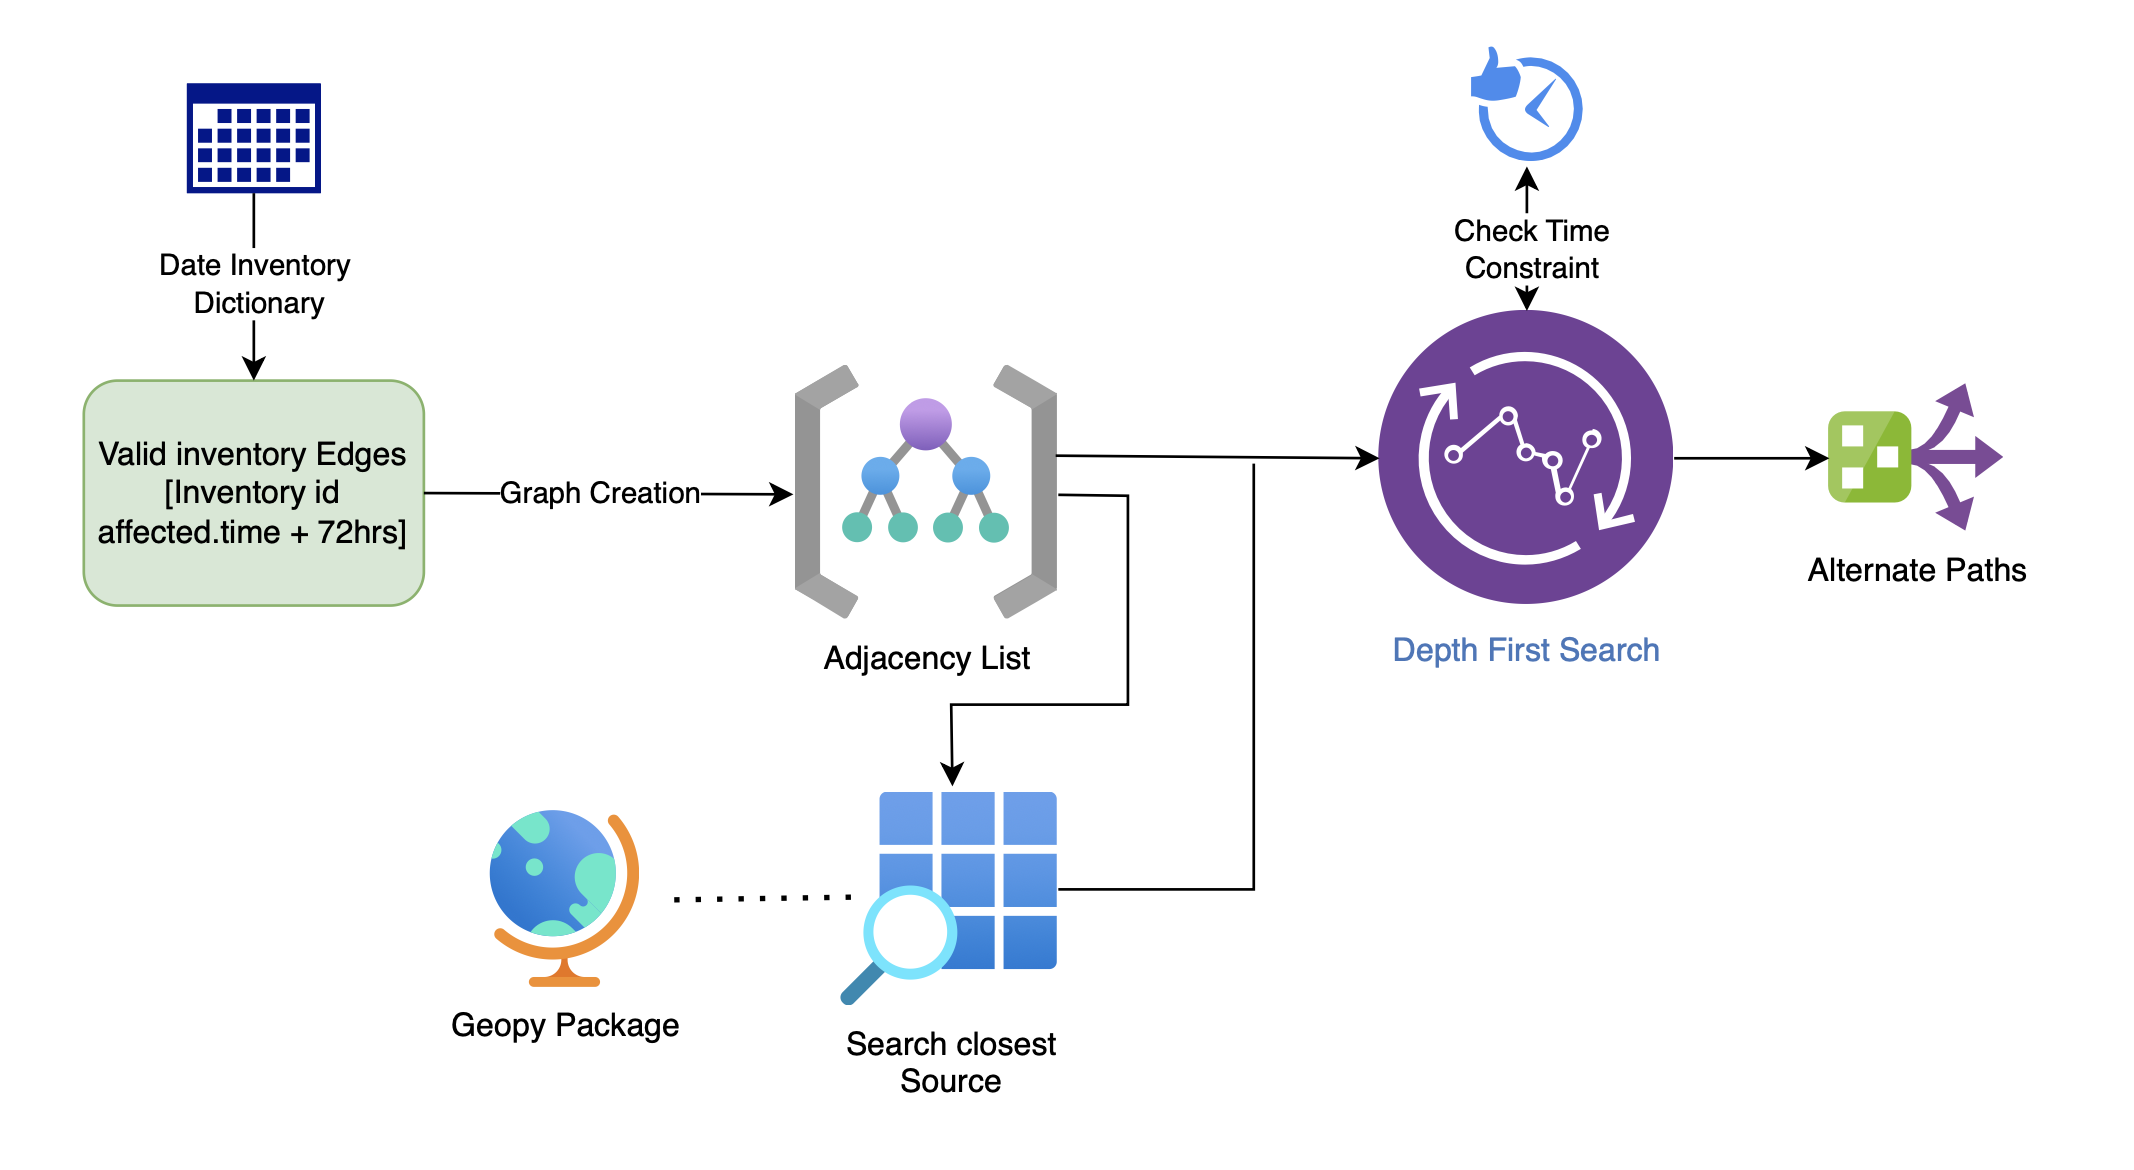 Date Inventory
Dictionary
Valid inventory Edges
[Inventory id
affected.time + 72hrs]
Graph Creation
Adjacency List
Geopy Package
Search closest
Source
Check Time
Constraint
Depth First Search
Alternate Paths